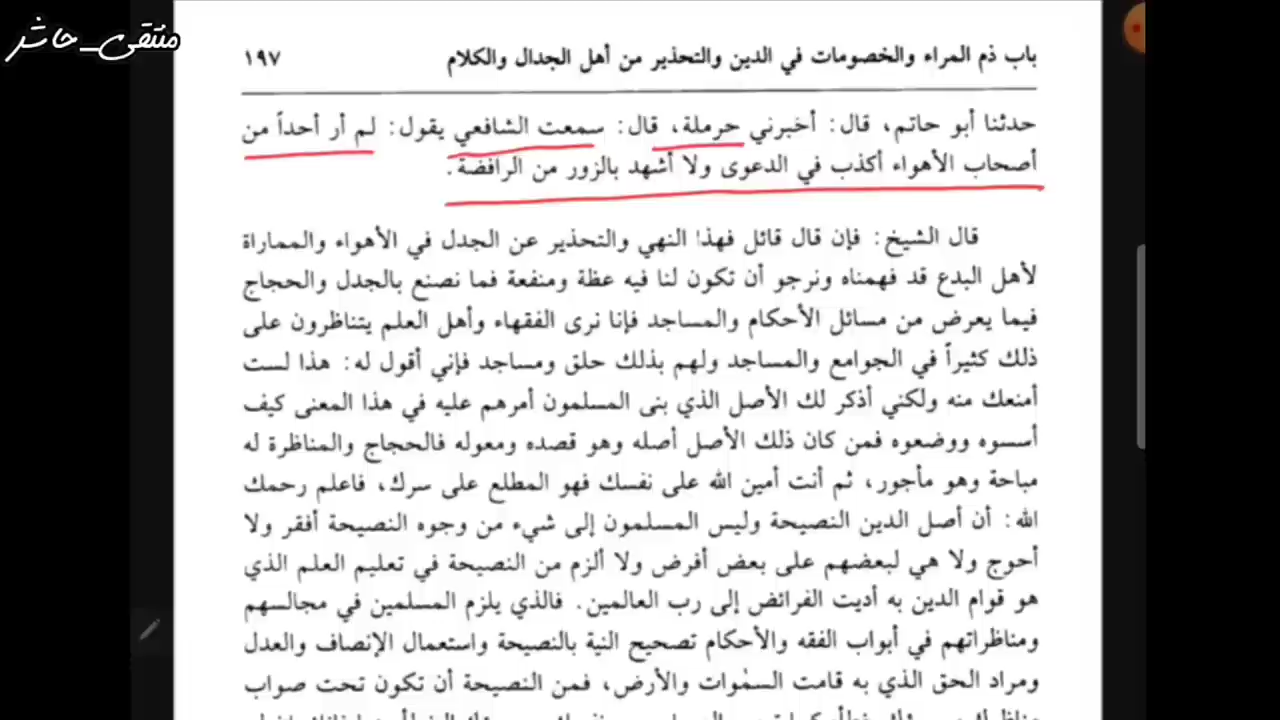 منتقى_حاشر
باب ذم المراء والخصومات في الدين والتحذير من أهل الجدال والكلام ١٩٧
حدثنا أبو حاتم، قال: أخبرني حرملة، قال: سمعت الشافعي يقول: لم أر أحداً من
أصحاب الأهواء أكذب في الدعوى ولا أشهد بالزور من الرافضة.
قال الشيخ: فإن قال قائل فهذا النهي والتحذير عن الجدل في الأهواء والمماراة
لأهل البدع قد فهمناه ونرجو أن تكون لنا فيه عظة ومنفعة فما نصنع بالجدل والحجاج
فيما يعرض من مسائل الأحكام والمساجد فإنا نرى الفقهاء وأهل العلم يتناظرون على
ذلك كثيراً في الجوامع والمساجد ولهم بذلك حلق ومساجد فإني أقول له: هذا لست
أمنعك منه ولكني أذكر لك الأصل الذي بنى المسلمون أمرهم عليه في هذا المعنى كيف
أسسوه ووضعوه فمن كان ذلك الأصل أصله وهو قصده ومعوله فالحجاج والمناظرة له
مباحة وهو مأجور، ثم أنت أمين الله على نفسك فهو المطلع على سرك، فاعلم رحمك
الله: أن أصل الدين النصيحة وليس المسلمون إلى شيء من وجوه النصيحة أفقر ولا
أحوج ولا هي لبعضهم على بعض أفرض ولا ألزم من النصيحة في تعليم العلم الذي
هو قوام الدين به أديت الفرائض إلى رب العالمين. فالذي يلزم المسلمين في مجالسهم
ومناظراتهم في أبواب الفقه والأحكام تصحيح النية بالنصيحة واستعمال الإنصاف والعدل
ومراد الحق الذي به قامت السمٰوات والأرض، فمن النصيحة أن تكون تحت صواب